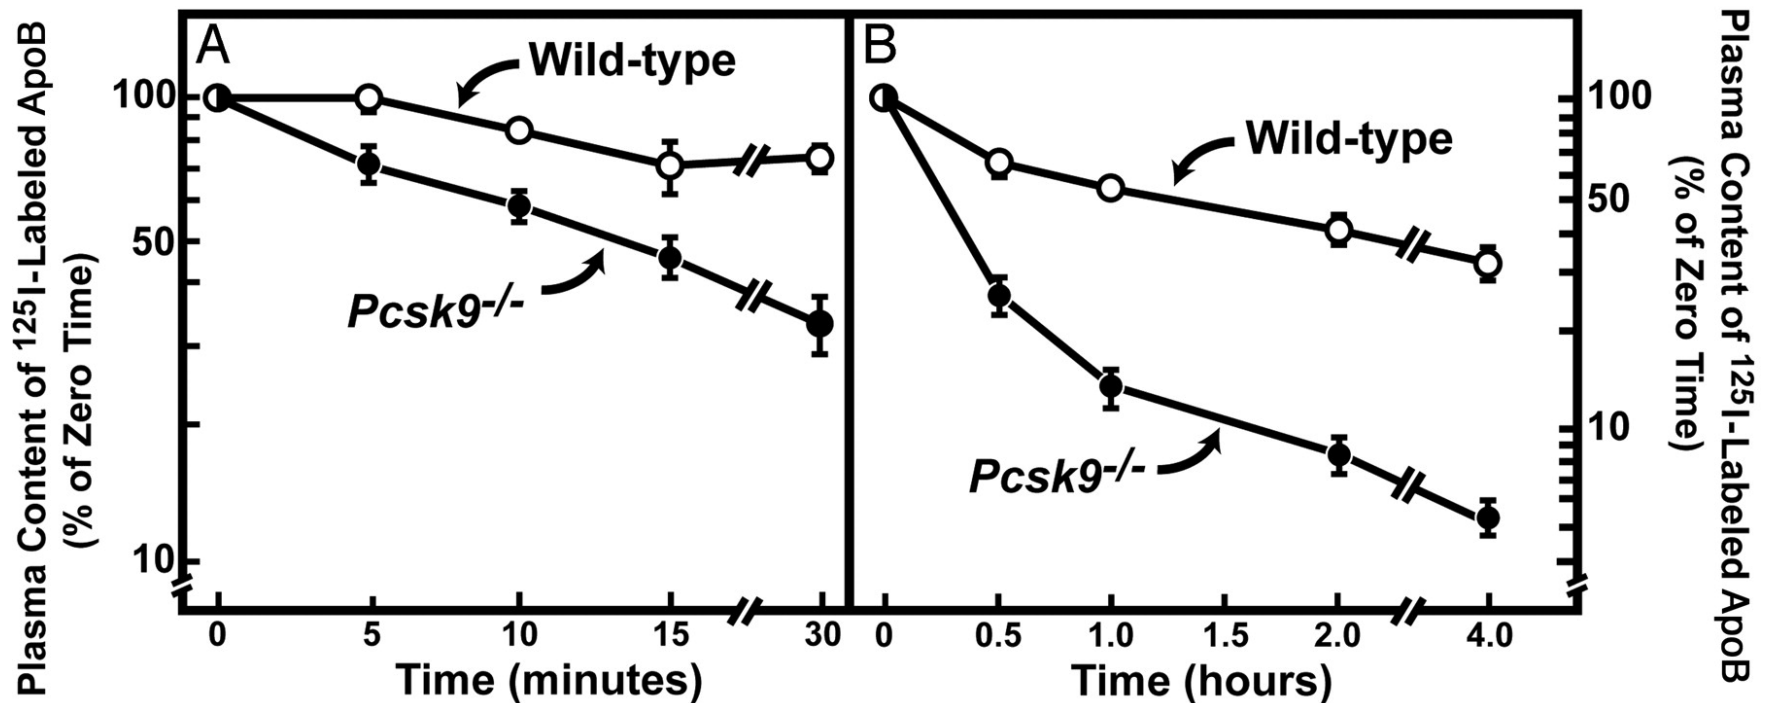 Plasma Content of ¹²⁵I-Labeled ApoB
(% of Zero Time)
A
Wild-type
Pcsk9⁻/⁻
100
50
10
0 5 10 15 30
Time (minutes)
B
Wild-type
Pcsk9⁻/⁻
100
50
10
0 0.5 1.0 1.5 2.0 4.0
Time (hours)
Plasma Content of ¹²⁵I-Labeled ApoB
(% of Zero Time)